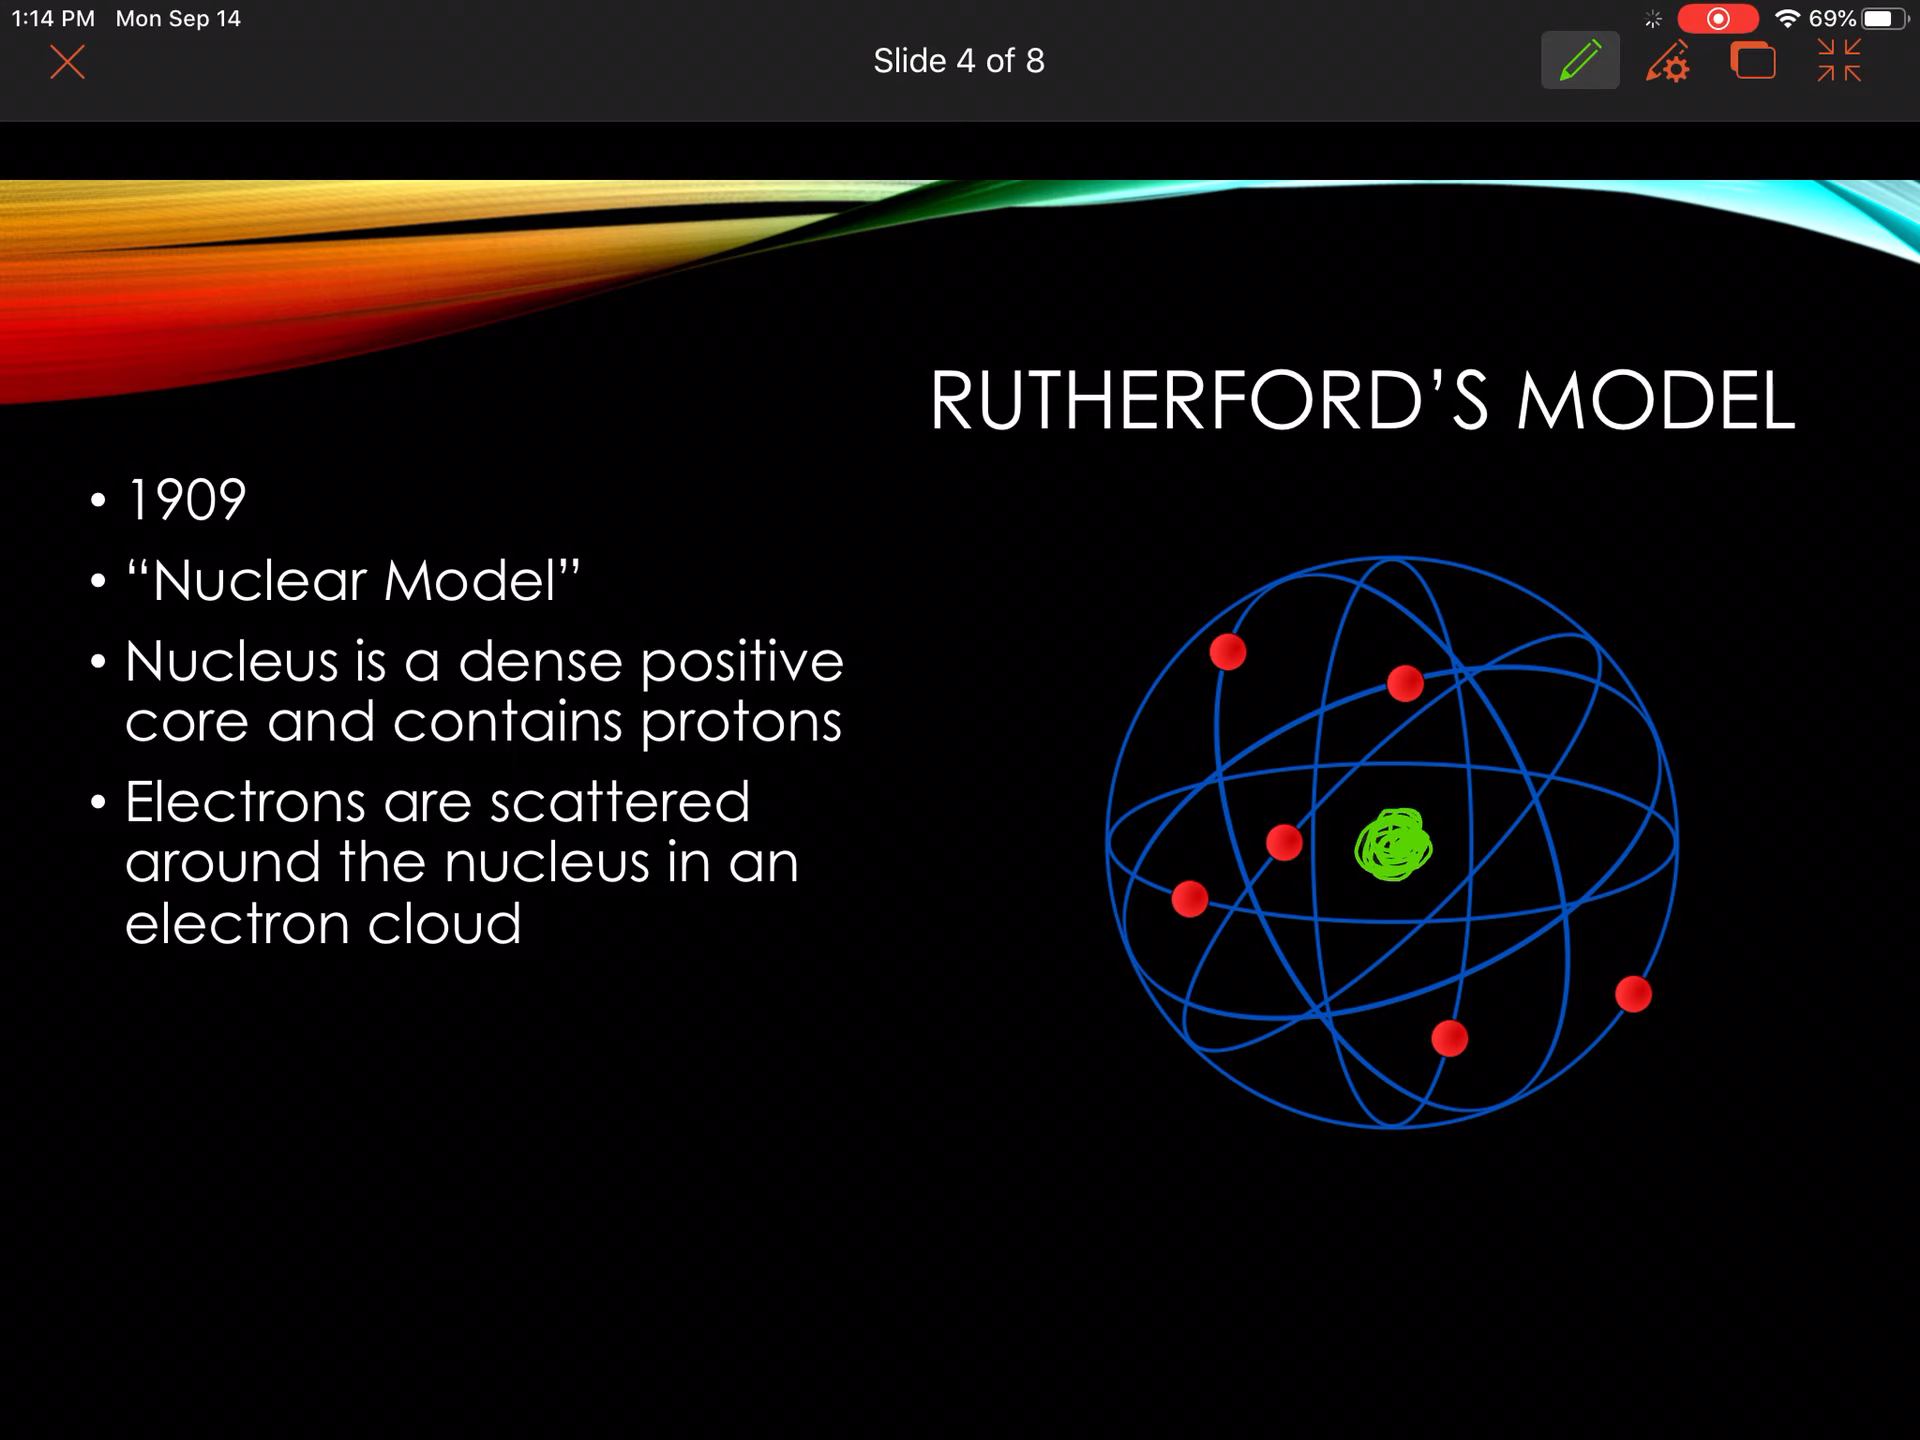 1:14 PM Mon Sep 14
69%
Slide 4 of 8
RUTHERFORD’S MODEL
• 1909
• “Nuclear Model”
• Nucleus is a dense positive
core and contains protons
• Electrons are scattered
around the nucleus in an
electron cloud